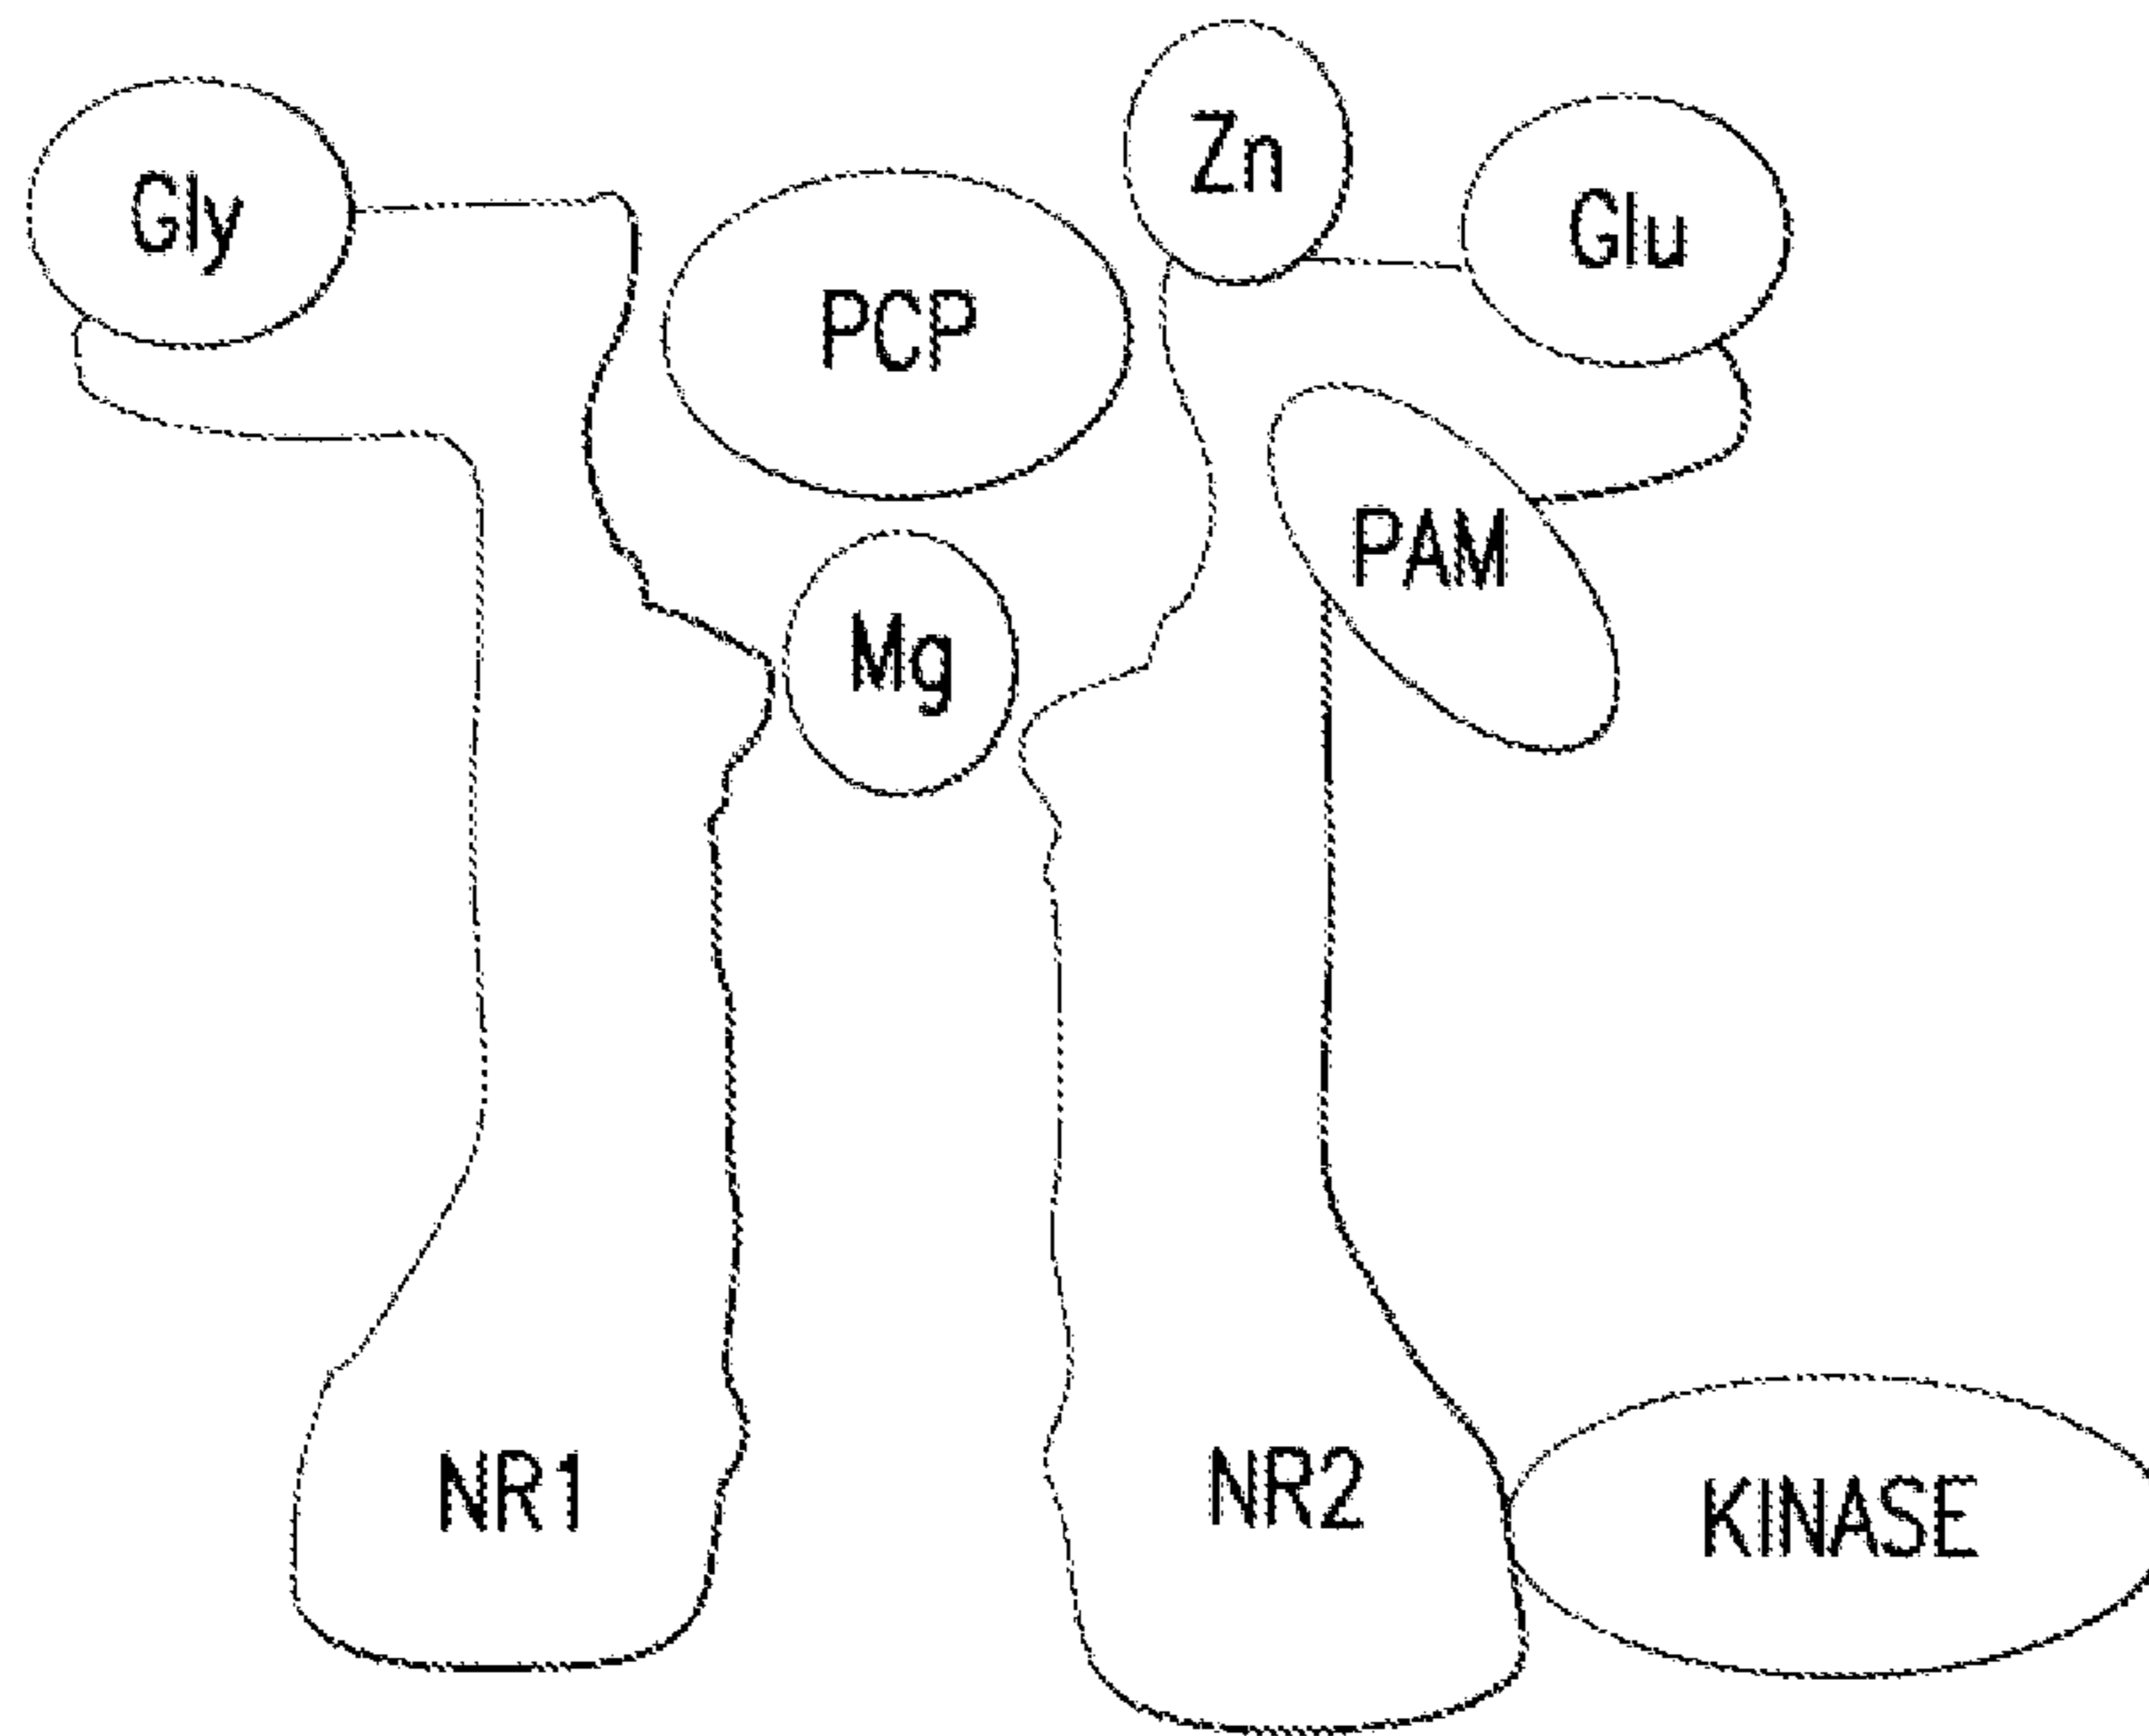 Zn
Gly
Glu
PCP
PAM
Mg
NR1
NR2
KINASE